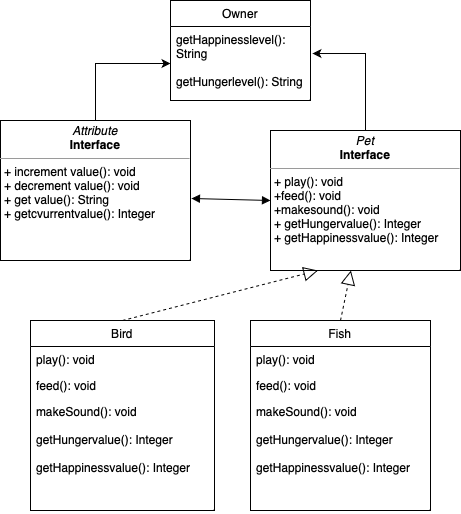 Owner
getHappinesslevel():
String
getHungerlevel(): String
Attribute
Interface
+ increment value(): void
+ decrement value(): void
+ get value(): String
+ getcvurrentvalue(): Integer
Pet
Interface
+ play(): void
+feed(): void
+makesound(): void
+ getHungervalue(): Integer
+ getHappinessvalue(): Integer
Bird
play(): void
feed(): void
makeSound(): void
getHungervalue(): Integer
getHappinessvalue(): Integer
Fish
play(): void
feed(): void
makeSound(): void
getHungervalue(): Integer
getHappinessvalue(): Integer